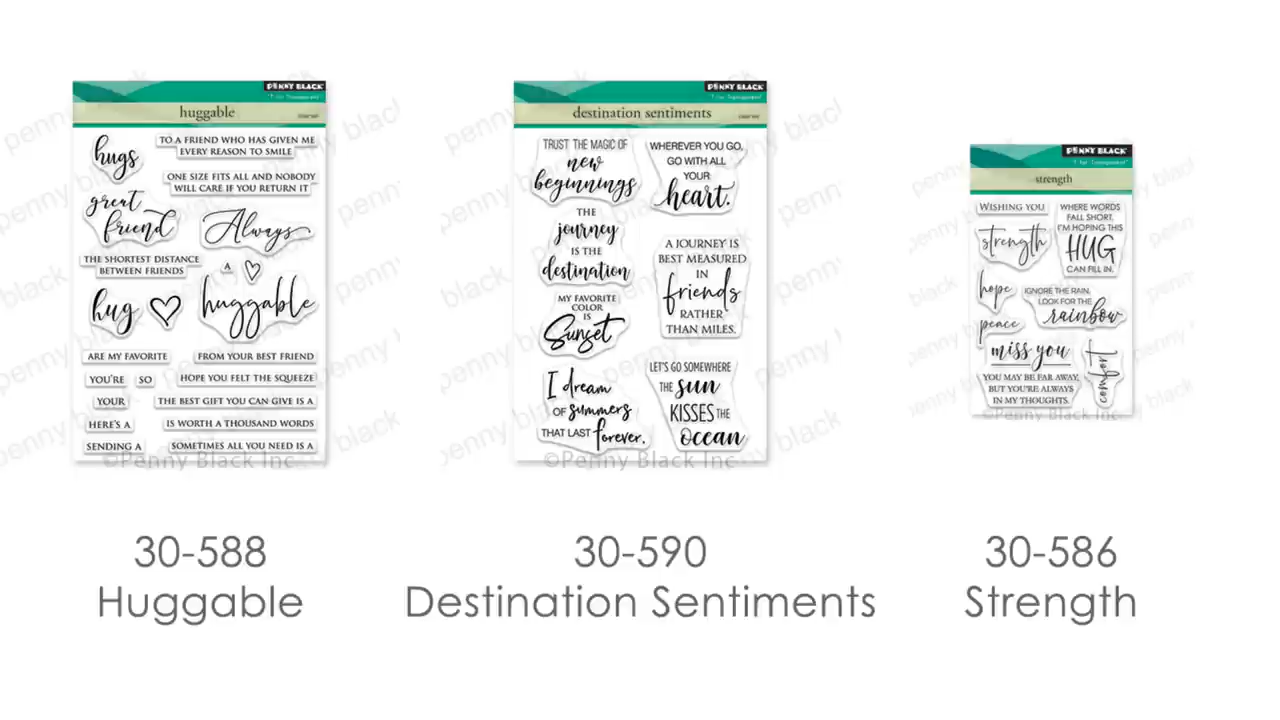 PENNY BLACK
huggable
hugs
TO A FRIEND WHO HAS GIVEN ME
EVERY REASON TO SMILE
ONE SIZE FITS ALL AND NOBODY
WILL CARE IF YOU RETURN IT
great
friend
Always
THE SHORTEST DISTANCE
BETWEEN FRIENDS
A
hug
huggable
ARE MY FAVORITE
FROM YOUR BEST FRIEND
YOU'RE SO
HOPE YOU FELT THE SQUEEZE
YOUR
THE BEST GIFT YOU CAN GIVE IS A
HERE'S A
IS WORTH A THOUSAND WORDS
SENDING A
SOMETIMES ALL YOU NEED IS A
©Penny Black Inc
30-588
Huggable
PENNY BLACK
destination sentiments
TRUST THE MAGIC OF
new
beginnings
WHEREVER YOU GO,
GO WITH ALL
YOUR
heart.
THE
journey
IS THE
destination
A JOURNEY IS
BEST MEASURED
IN
friends
RATHER
THAN MILES.
MY FAVORITE
COLOR
IS
Sunset
I dream
OF summers
THAT LAST forever.
LET'S GO SOMEWHERE
THE sun
KISSES THE
ocean
©Penny Black Inc
30-590
Destination Sentiments
PENNY BLACK
strength
WISHING YOU
strength
WHERE WORDS
FALL SHORT,
I'M HOPING THIS
HUG
CAN FILL IN.
hope
IGNORE THE RAIN,
LOOK FOR THE
rainbow
peace
miss you
YOU MAY BE FAR AWAY,
BUT YOU'RE ALWAYS
IN MY THOUGHTS.
comfort
©Penny Black Inc.
30-586
Strength